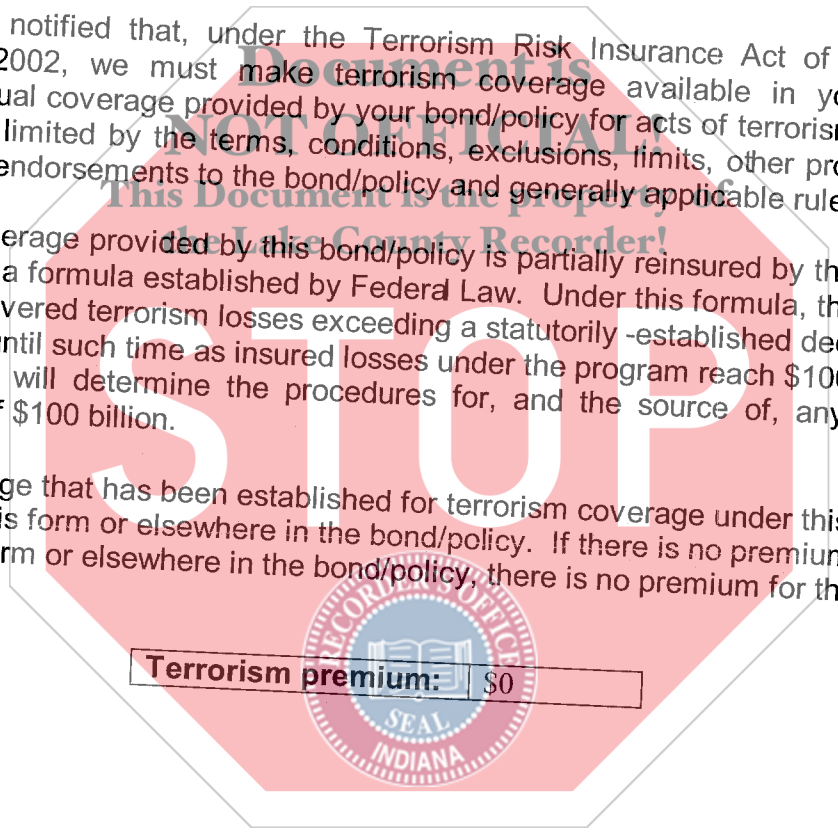 notified that, under the Terrorism Risk Insurance Act of
2002, we must make terrorism coverage available in yo
ual coverage provided by your bond/policy for acts of terrorism
limited by the terms, conditions, exclusions, limits, other pro
endorsements to the bond/policy and generally applicable rule
erage provided by this bond/policy is partially reinsured by th
a formula established by Federal Law. Under this formula, th
vered terrorism losses exceeding a statutorily -established de
ntil such time as insured losses under the program reach $100
will determine the procedures for, and the source of, any
$100 billion.
ge that has been established for terrorism coverage under this
is form or elsewhere in the bond/policy. If there is no premium
rm or elsewhere in the bond/policy, there is no premium for th
Terrorism premium: $0
Document is
NOT OFFICIAL!
This Document is the property of
the Lake County Recorder!
STOP
RECORDER'S OFFICE
SEAL
INDIANA